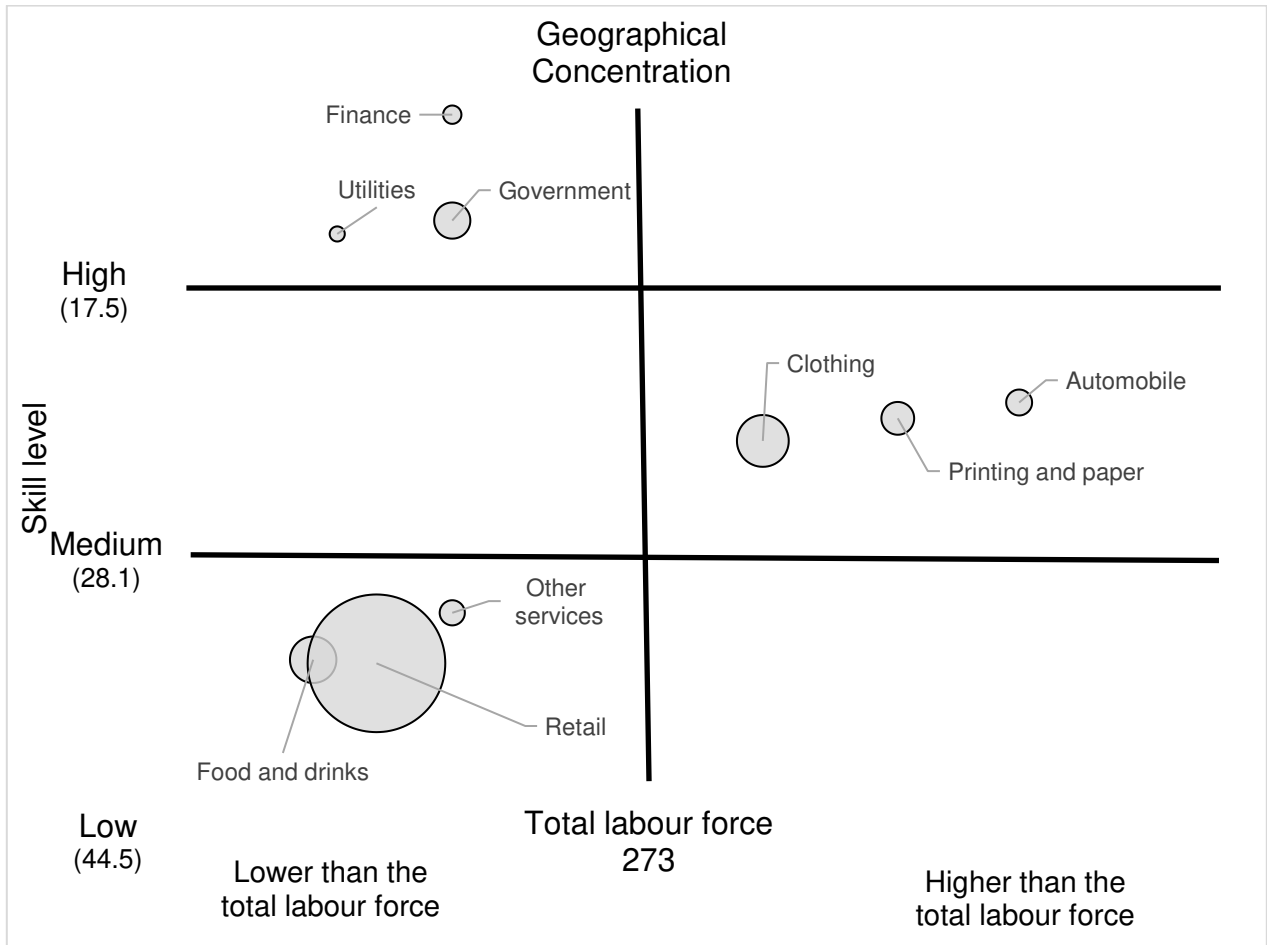 Geographical
Concentration
Finance
Utilities
Government
High
(17.5)
Clothing
Automobile
Printing and paper
Skill level
Medium
(28.1)
Other
services
Retail
Food and drinks
Low
(44.5)
Total labour force
273
Lower than the
total labour force
Higher than the
total labour force